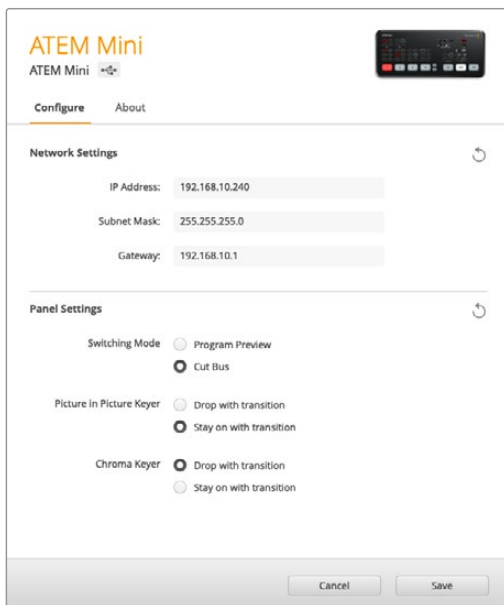 ATEM Mini
ATEM Mini
Configure About
Network Settings
IP Address: 192.168.10.240
Subnet Mask: 255.255.255.0
Gateway: 192.168.10.1
Panel Settings
Switching Mode Program Preview
Cut Bus
Picture in Picture Keyer Drop with transition
Stay on with transition
Chroma Keyer Drop with transition
Stay on with transition
Cancel Save